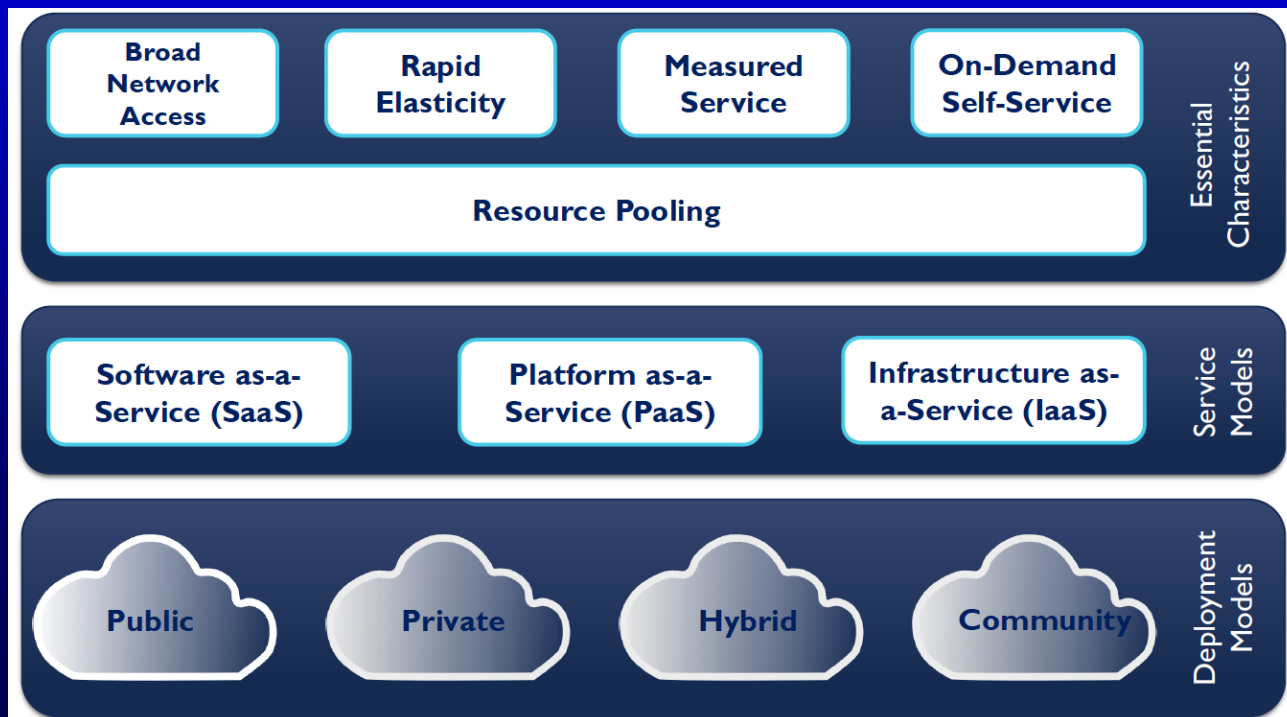 Broad
Network
Access
Rapid
Elasticity
Measured
Service
On-Demand
Self-Service
Resource Pooling
Essential
Characteristics
Software as-a-
Service (SaaS)
Platform as-a-
Service (PaaS)
Infrastructure as-
a-Service (IaaS)
Service
Models
Public
Private
Hybrid
Community
Deployment
Models